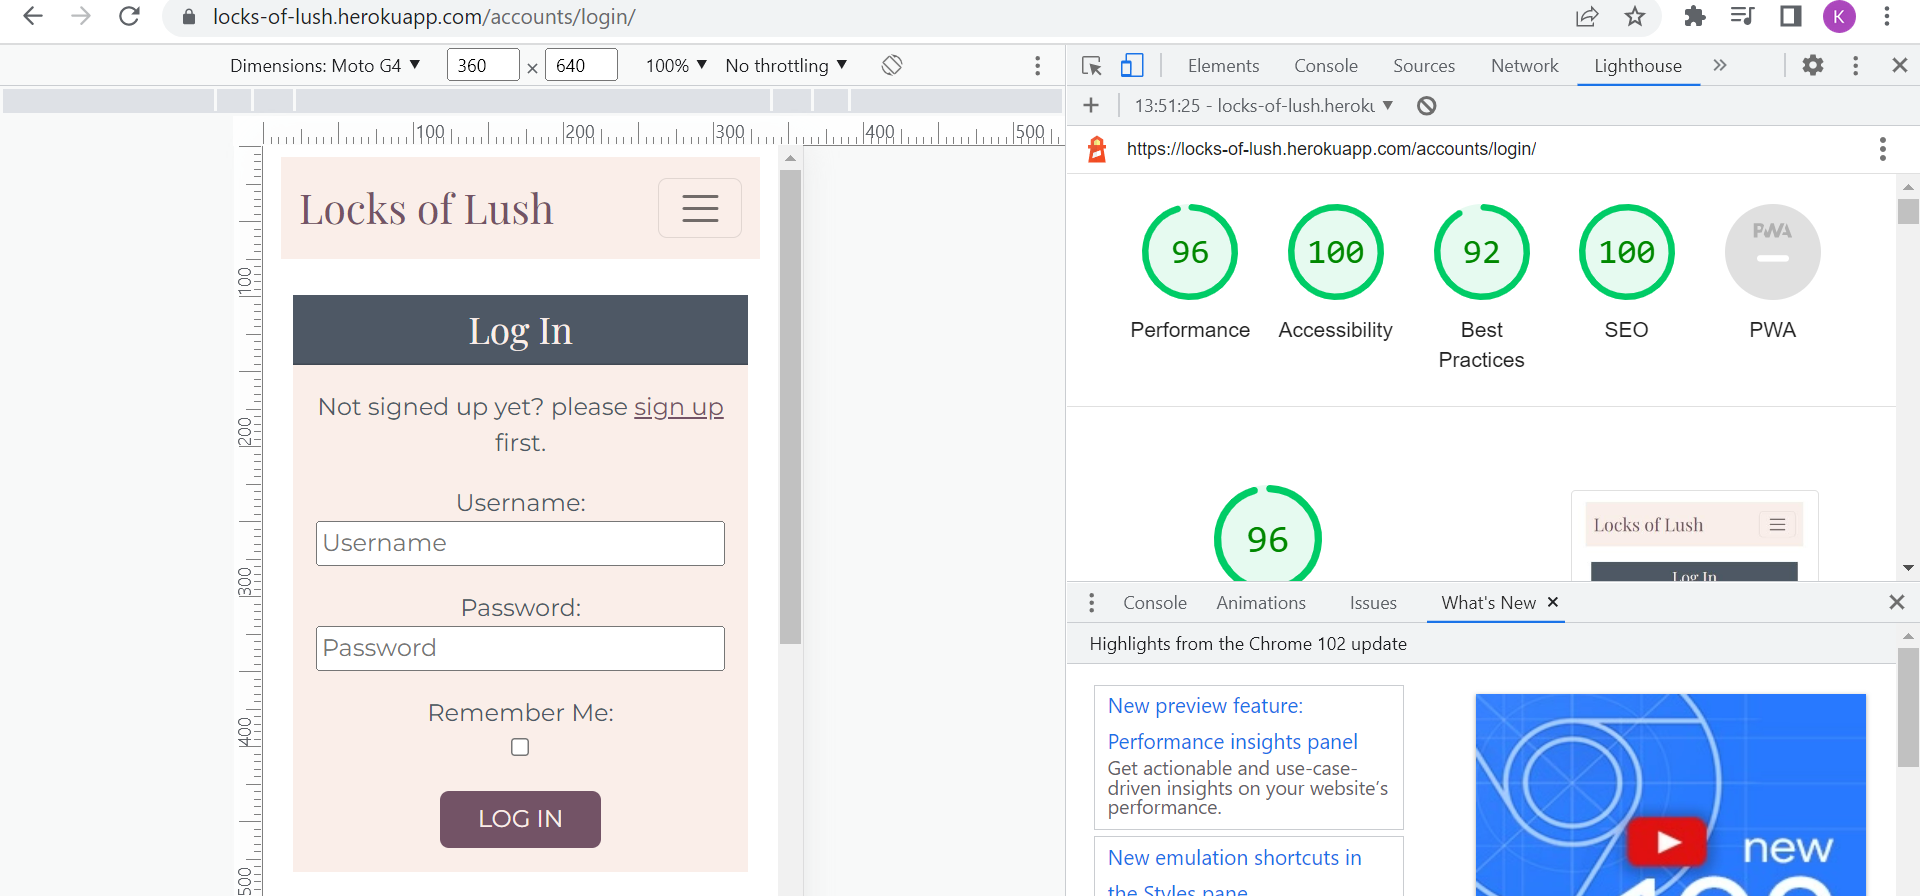 locks-of-lush.herokuapp.com/accounts/login/
K
Dimensions: Moto G4 ▼ 360 × 640 100% ▼ No throttling ▼
Elements Console Sources Network Lighthouse »
13:51:25 - locks-of-lush.heroku ▼
https://locks-of-lush.herokuapp.com/accounts/login/
100 200 300 400 500
100
200
300
400
500
Locks of Lush
Log In
Not signed up yet? please sign up
first.
Username:
Username
Password:
Password
Remember Me:
LOG IN
96 100 92 100 PWA
Performance Accessibility Best Practices SEO PWA
96
Locks of Lush
Log In
Console Animations Issues What's New ×
Highlights from the Chrome 102 update
New preview feature:
Performance insights panel
Get actionable and use-case-
driven insights on your website's
performance.
New emulation shortcuts in
the Styles pane
new